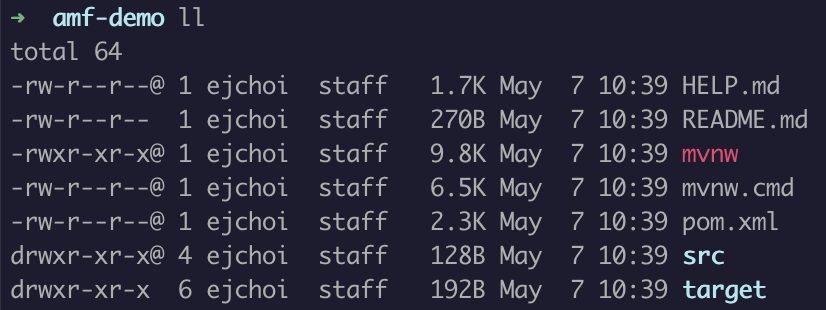 ➜  amf-demo ll
total 64
-rw-r--r--@ 1 ejchoi  staff   1.7K May  7 10:39 HELP.md
-rw-r--r--  1 ejchoi  staff   270B May  7 10:39 README.md
-rwxr-xr-x@ 1 ejchoi  staff   9.8K May  7 10:39 mvnw
-rw-r--r--@ 1 ejchoi  staff   6.5K May  7 10:39 mvnw.cmd
-rw-r--r--@ 1 ejchoi  staff   2.3K May  7 10:39 pom.xml
drwxr-xr-x@ 4 ejchoi  staff   128B May  7 10:39 src
drwxr-xr-x  6 ejchoi  staff   192B May  7 10:39 target